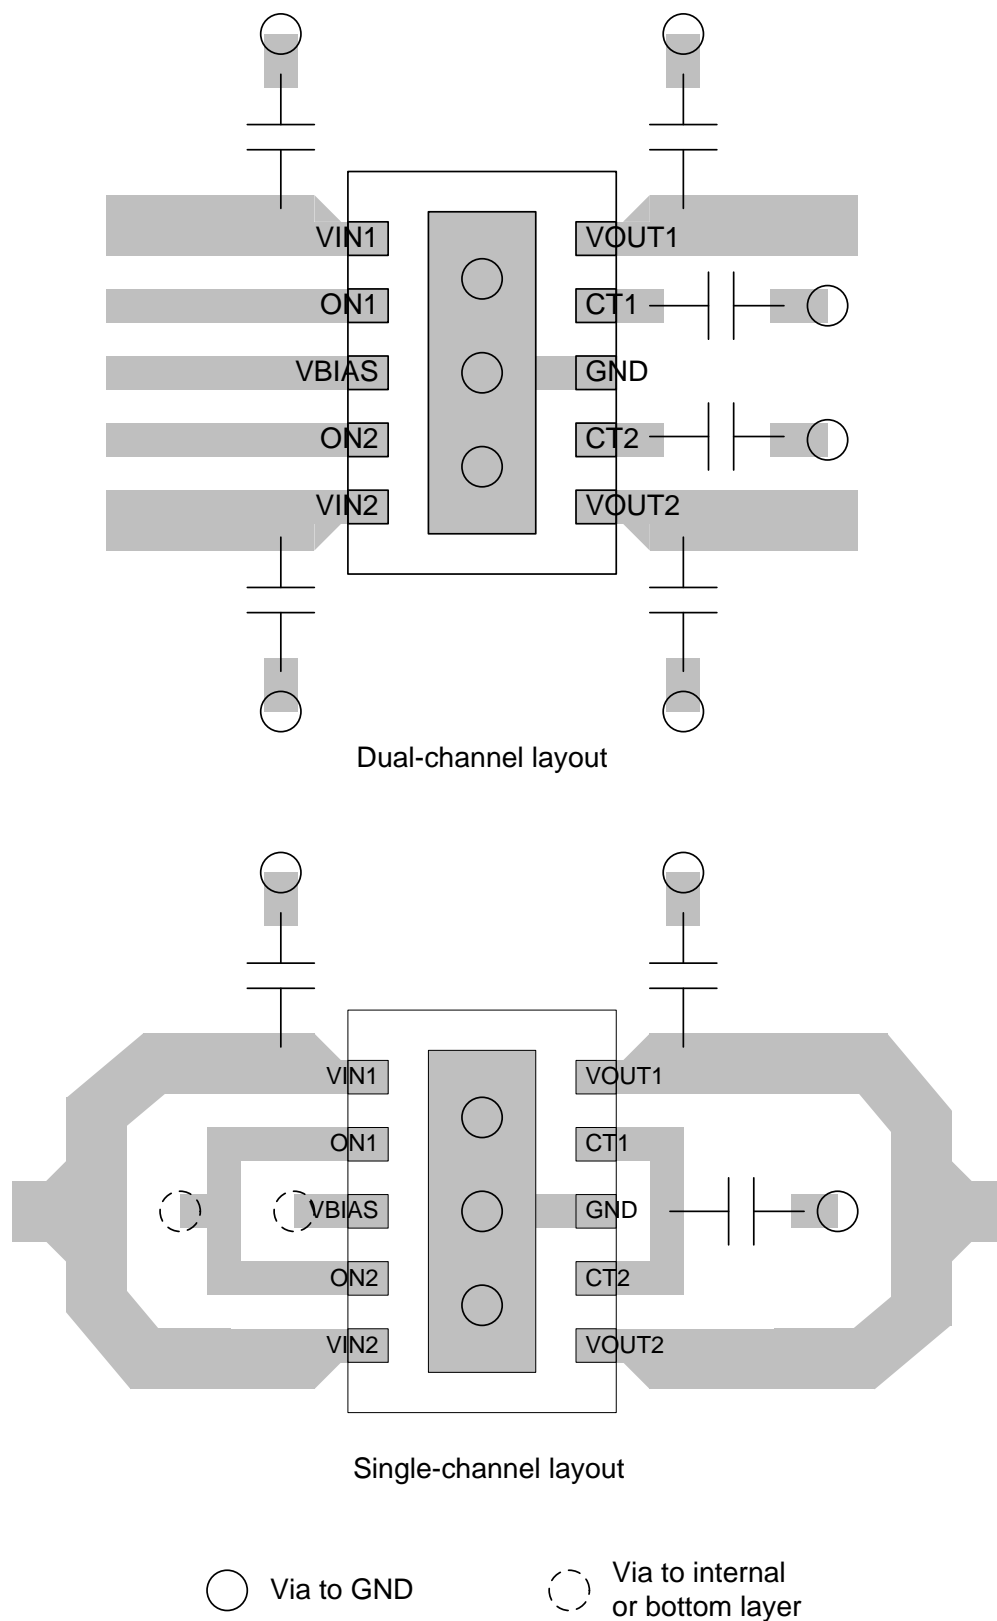 VIN1 VOUT1
ON1 CT1
VBIAS GND
ON2 CT2
VIN2 VOUT2
Dual-channel layout
VIN1 VOUT1
ON1 CT1
VBIAS GND
ON2 CT2
VIN2 VOUT2
Single-channel layout
Via to GND
Via to internal
or bottom layer